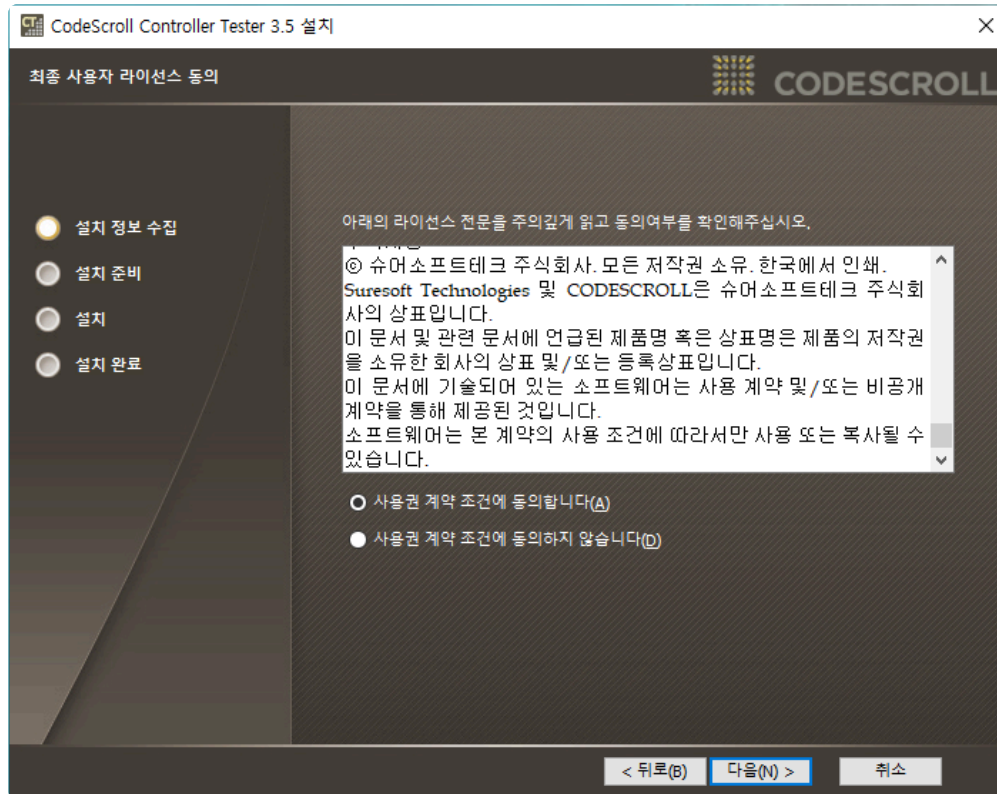 CT
CodeScroll Controller Tester 3.5 설치
최종 사용자 라이선스 동의
CODESCROLL
설치 정보 수집
설치 준비
설치
설치 완료
아래의 라이선스 전문을 주의깊게 읽고 동의여부를 확인해주십시오.
© 슈어소프트테크 주식회사. 모든 저작권 소유. 한국에서 인쇄.
Suresoft Technologies 및 CODESCROLL은 슈어소프트테크 주식회
사의 상표입니다.
이 문서 및 관련 문서에 언급된 제품명 혹은 상표명은 제품의 저작권
을 소유한 회사의 상표 및/또는 등록상표입니다.
이 문서에 기술되어 있는 소프트웨어는 사용 계약 및/또는 비공개
계약을 통해 제공된 것입니다.
소프트웨어는 본 계약의 사용 조건에 따라서만 사용 또는 복사될 수
있습니다.
사용권 계약 조건에 동의합니다(A)
사용권 계약 조건에 동의하지 않습니다(D)
< 뒤로(B)
다음(N) >
취소